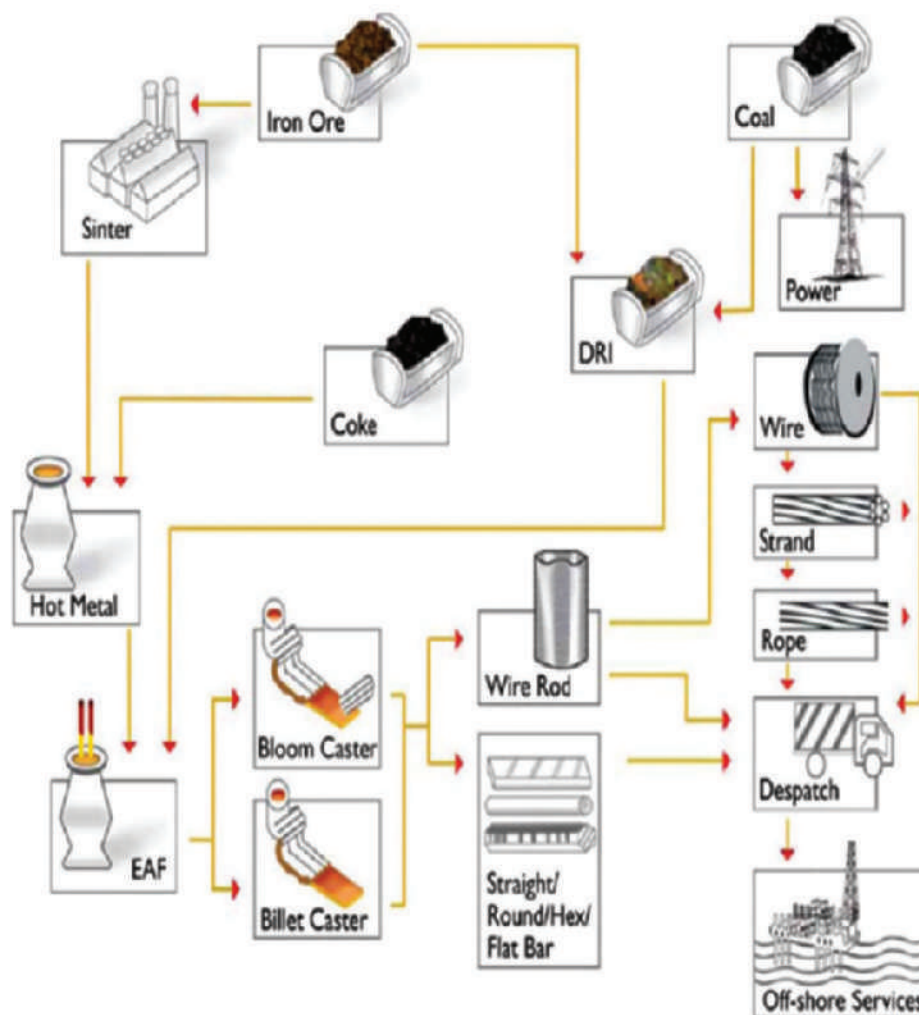 Iron Ore
Coal
Sinter
Power
DRI
Coke
Wire
Strand
Hot Metal
Rope
Wire Rod
Bloom Caster
Despatch
EAF
Billet Caster
Straight/
Round/Hex/
Flat Bar
Off-shore Services